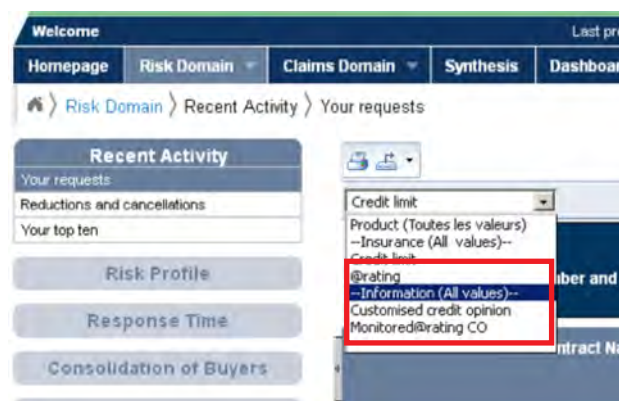 Welcome
Last pr
Homepage Risk Domain Claims Domain Synthesis Dashboar
Risk Domain Recent Activity Your requests
Recent Activity
Your requests
Reductions and cancellations
Your top ten
Risk Profile
Response Time
Consolidation of Buyers
Credit limit
Product (Toutes les valeurs)
--Insurance (All values)--
Credit limit
@rating
--Information (All values)--
Customised credit opinion
Monitored@rating CO
ber and
ntract Na